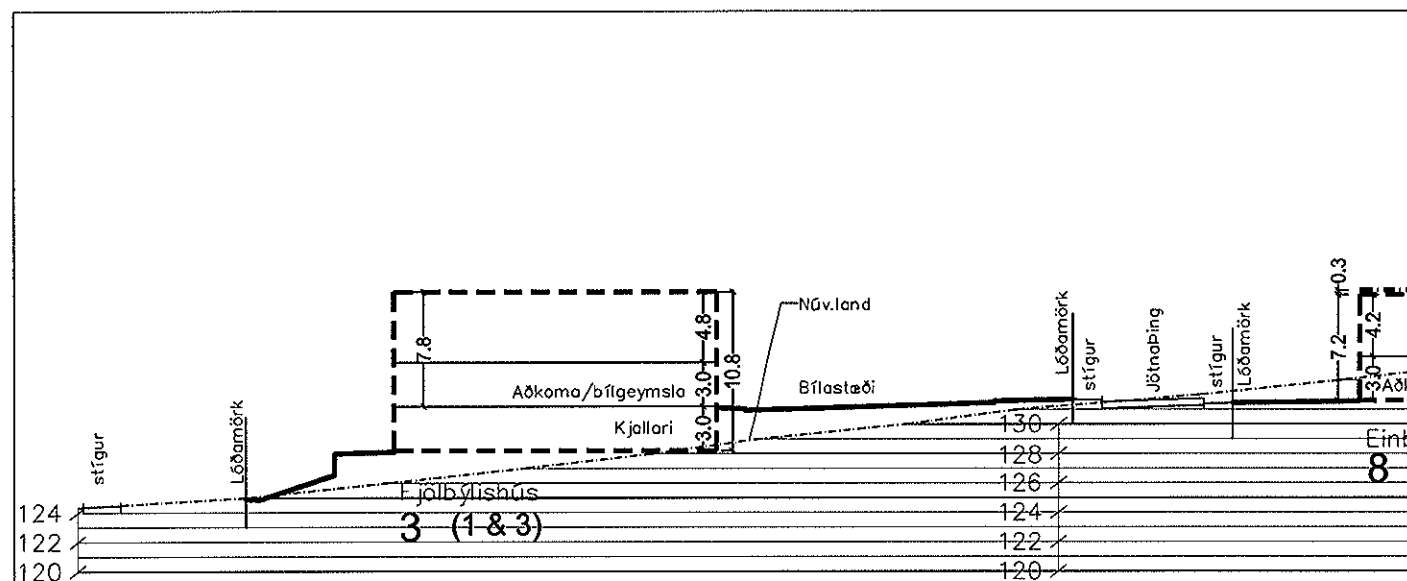 0.3
4.8
4.2
7.8
10.8
7.2
Núv.land
Lóðamörk
stígur
Jötnaþing
stígur
Lóðamörk
3.0
3.0
Aðkoma/bílgeymsla
Bílastæði
Aðk
Kjallari
3.0
130
Lóðamörk
stígur
128
Einb
8
126
Fjölbýlishús
3 (1 & 3)
124
124
122
122
120
120